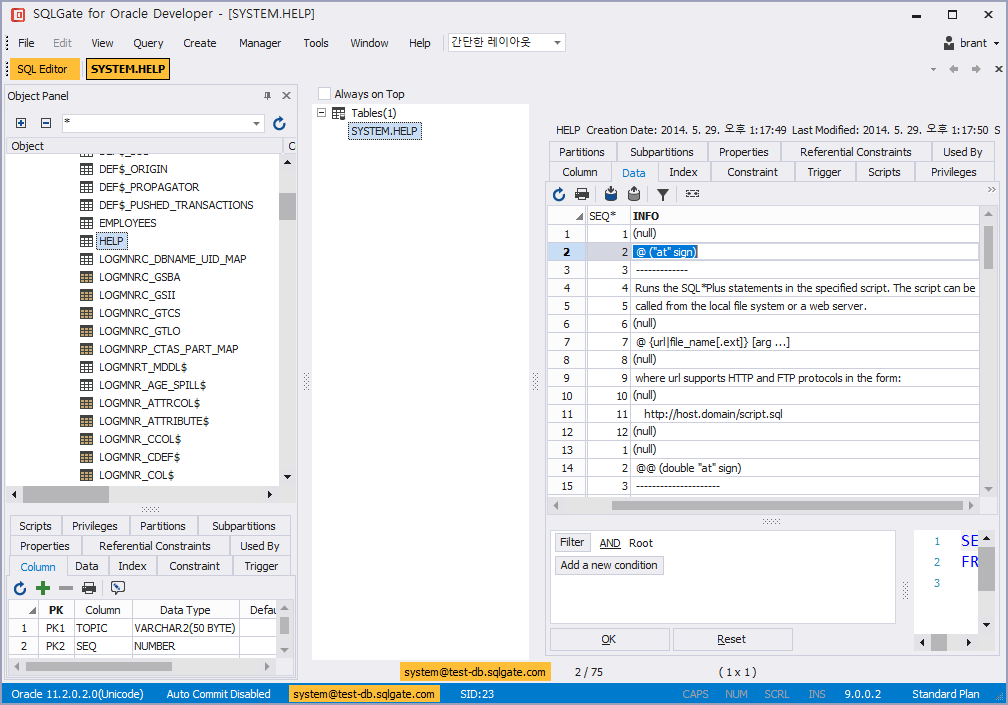 SQLGate for Oracle Developer - [SYSTEM.HELP]
File Edit View Query Create Manager Tools Window Help 간단한 레이아웃 brant
SQL Editor SYSTEM.HELP
Object Panel
*
Object C
DEF$_ORIGIN
DEF$_PROPAGATOR
DEF$_PUSHED_TRANSACTIONS
EMPLOYEES
HELP
LOGMNRC_DBNAME_UID_MAP
LOGMNRC_GSBA
LOGMNRC_GSII
LOGMNRC_GTCS
LOGMNRC_GTLO
LOGMNRP_CTAS_PART_MAP
LOGMNRT_MDDL$
LOGMNR_AGE_SPILL$
LOGMNR_ATTRCOL$
LOGMNR_ATTRIBUTE$
LOGMNR_CCOL$
LOGMNR_CDEF$
LOGMNR_COL$
Scripts Privileges Partitions Subpartitions
Properties Referential Constraints Used By
Column Data Index Constraint Trigger
PK Column Data Type Defau
1 PK1 TOPIC VARCHAR2(50 BYTE)
2 PK2 SEQ NUMBER
Always on Top
Tables(1)
SYSTEM.HELP
HELP Creation Date: 2014. 5. 29. 오후 1:17:49 Last Modified: 2014. 5. 29. 오후 1:17:50 S
Partitions Subpartitions Properties Referential Constraints Used By
Column Data Index Constraint Trigger Scripts Privileges
SEQ* INFO
1 1 (null)
2 2 @ ("at" sign)
3 3 -------------
4 4 Runs the SQL*Plus statements in the specified script. The script can be
5 5 called from the local file system or a web server.
6 6 (null)
7 7 @ {url|file_name[.ext]} [arg ...]
8 8 (null)
9 9 where url supports HTTP and FTP protocols in the form:
10 10 (null)
11 11 http://host.domain/script.sql
12 12 (null)
13 1 (null)
14 2 @@ (double "at" sign)
15 3 ---------------------
Filter AND Root
Add a new condition
OK Reset
1 SE
2 FR
3
system@test-db.sqlgate.com 2 / 75 ( 1 x 1 )
Oracle 11.2.0.2.0(Unicode) Auto Commit Disabled system@test-db.sqlgate.com SID:23 CAPS NUM SCRL INS 9.0.0.2 Standard Plan